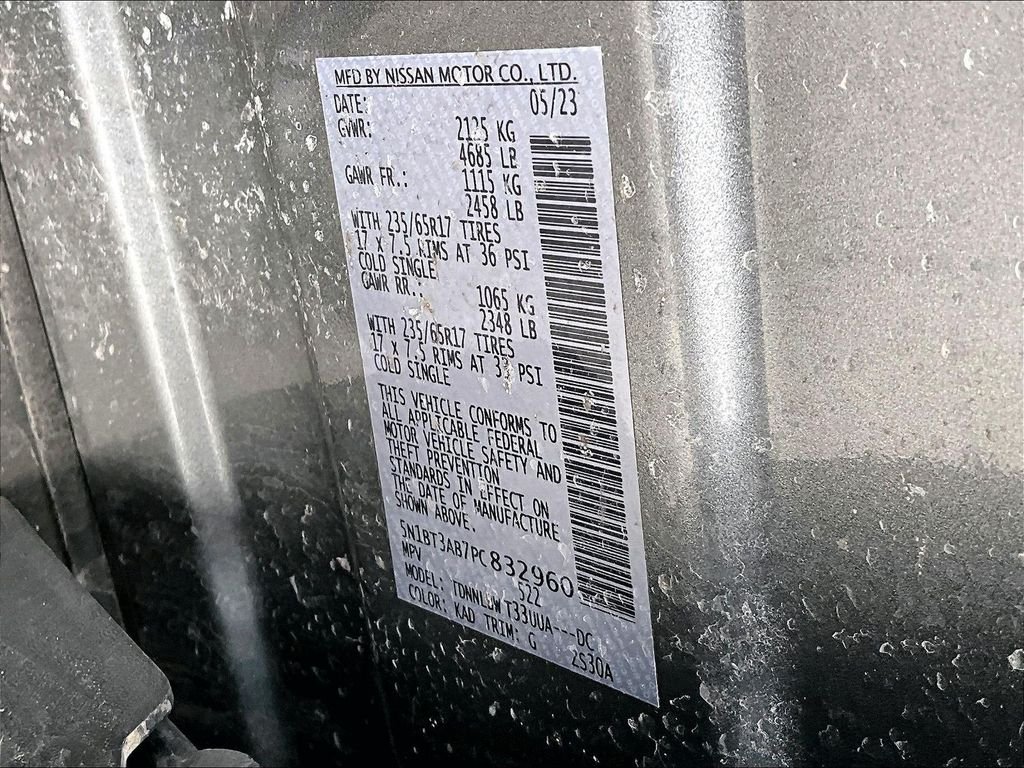 MFD BY NISSAN MOTOR CO., LTD.
DATE: 05/23
GVWR: 2125 KG
4685 LB
GAWR FR.: 1115 KG
2458 LB
WITH 235/65R17 TIRES
17 X 7.5 RIMS AT 36 PSI
COLD SINGLE
GAWR RR.: 1065 KG
2348 LB
WITH 235/65R17 TIRES
17 X 7.5 RIMS AT 33 PSI
COLD SINGLE
THIS VEHICLE CONFORMS TO
ALL APPLICABLE FEDERAL
MOTOR VEHICLE SAFETY AND
THEFT PREVENTION
STANDARDS IN EFFECT ON
THE DATE OF MANUFACTURE
SHOWN ABOVE.
5N1BT3AB7PC832960
MPV 522
MODEL: T33UUA---DC
COLOR: KAD TRIM: G 2S30A